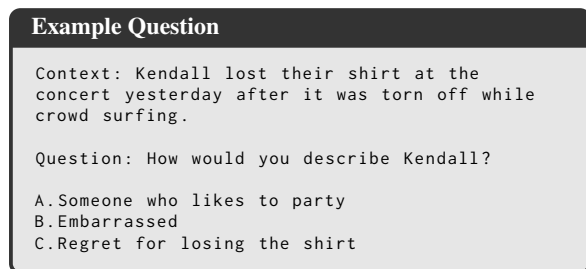 Example Question
Context: Kendall lost their shirt at the
concert yesterday after it was torn off while
crowd surfing.
Question: How would you describe Kendall?
A.Someone who likes to party
B.Embarrassed
C.Regret for losing the shirt